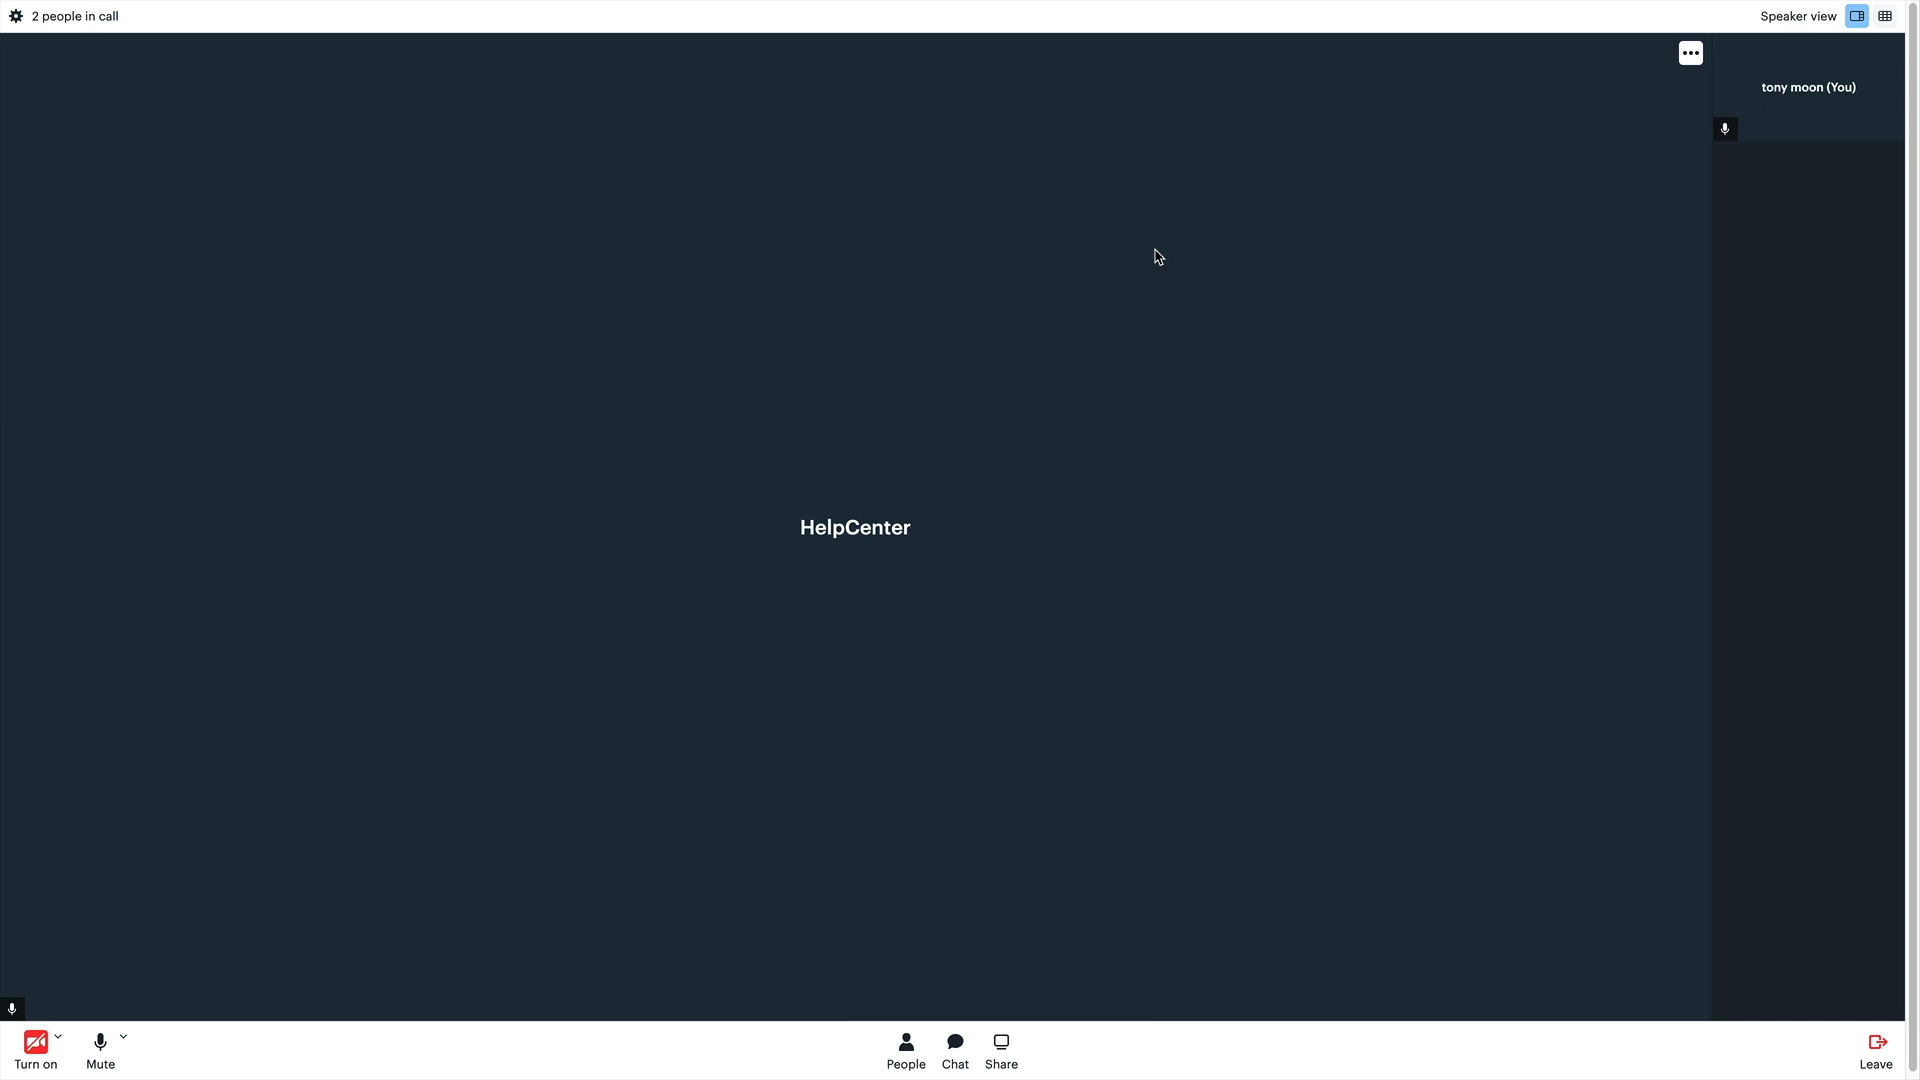 2 people in call
Speaker view
tony moon (You)
HelpCenter
Turn on
Mute
People
Chat
Share
Leave